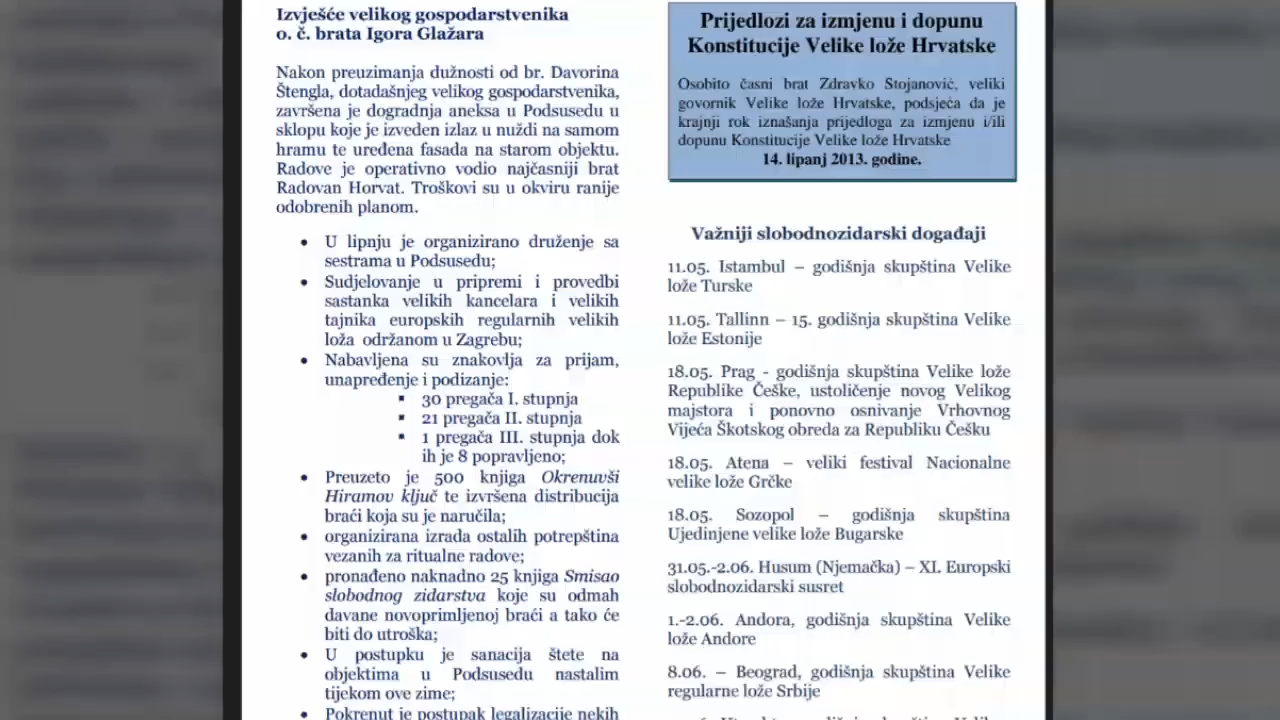 Izvješće velikog gospodarstvenika
o. č. brata Igora Glažara
Nakon preuzimanja dužnosti od br. Davorina
Štengla, dotadašnjeg velikog gospodarstvenika,
završena je dogradnja aneksa u Podsusedu u
sklopu koje je izveden izlaz u nuždi na samom
hramu te uređena fasada na starom objektu.
Radove je operativno vodio najčasniji brat
Radovan Horvat. Troškovi su u okviru ranije
odobrenih planom.
• U lipnju je organizirano druženje sa
sestrama u Podsusedu;
• Sudjelovanje u pripremi i provedbi
sastanka velikih kancelara i velikih
tajnika europskih regularnih velikih
loža održanom u Zagrebu;
• Nabavljena su znakovlja za prijam,
unapređenje i podizanje:
▪ 30 pregača I. stupnja
▪ 21 pregača II. stupnja
▪ 1 pregača III. stupnja dok
ih je 8 popravljeno;
• Preuzeto je 500 knjiga Okrenuvši
Hiramov ključ te izvršena distribucija
braći koja su je naručila;
• organizirana izrada ostalih potrepština
vezanih za ritualne radove;
• pronađeno naknadno 25 knjiga Smisao
slobodnog zidarstva koje su odmah
davane novoprimljenoj braći a tako će
biti do utroška;
• U postupku je sanacija štete na
objektima u Podsusedu nastalim
tijekom ove zime;
• Pokrenut je postupak legalizacije nekih
Prijedlozi za izmjenu i dopunu
Konstitucije Velike lože Hrvatske
Osobito časni brat Zdravko Stojanović, veliki
govornik Velike lože Hrvatske, podsjeća da je
krajnji rok iznašanja prijedloga za izmjenu i/ili
dopunu Konstitucije Velike lože Hrvatske
14. lipanj 2013. godine.
Važniji slobodnozidarski događaji
11.05. Istambul – godišnja skupština Velike
lože Turske
11.05. Tallinn – 15. godišnja skupština Velike
lože Estonije
18.05. Prag - godišnja skupština Velike lože
Republike Češke, ustoličenje novog Velikog
majstora i ponovno osnivanje Vrhovnog
Vijeća Škotskog obreda za Republiku Češku
18.05. Atena – veliki festival Nacionalne
velike lože Grčke
18.05. Sozopol – godišnja skupština
Ujedinjene velike lože Bugarske
31.05.-2.06. Husum (Njemačka) – XI. Europski
slobodnozidarski susret
1.-2.06. Andora, godišnja skupština Velike
lože Andore
8.06. – Beograd, godišnja skupština Velike
regularne lože Srbije